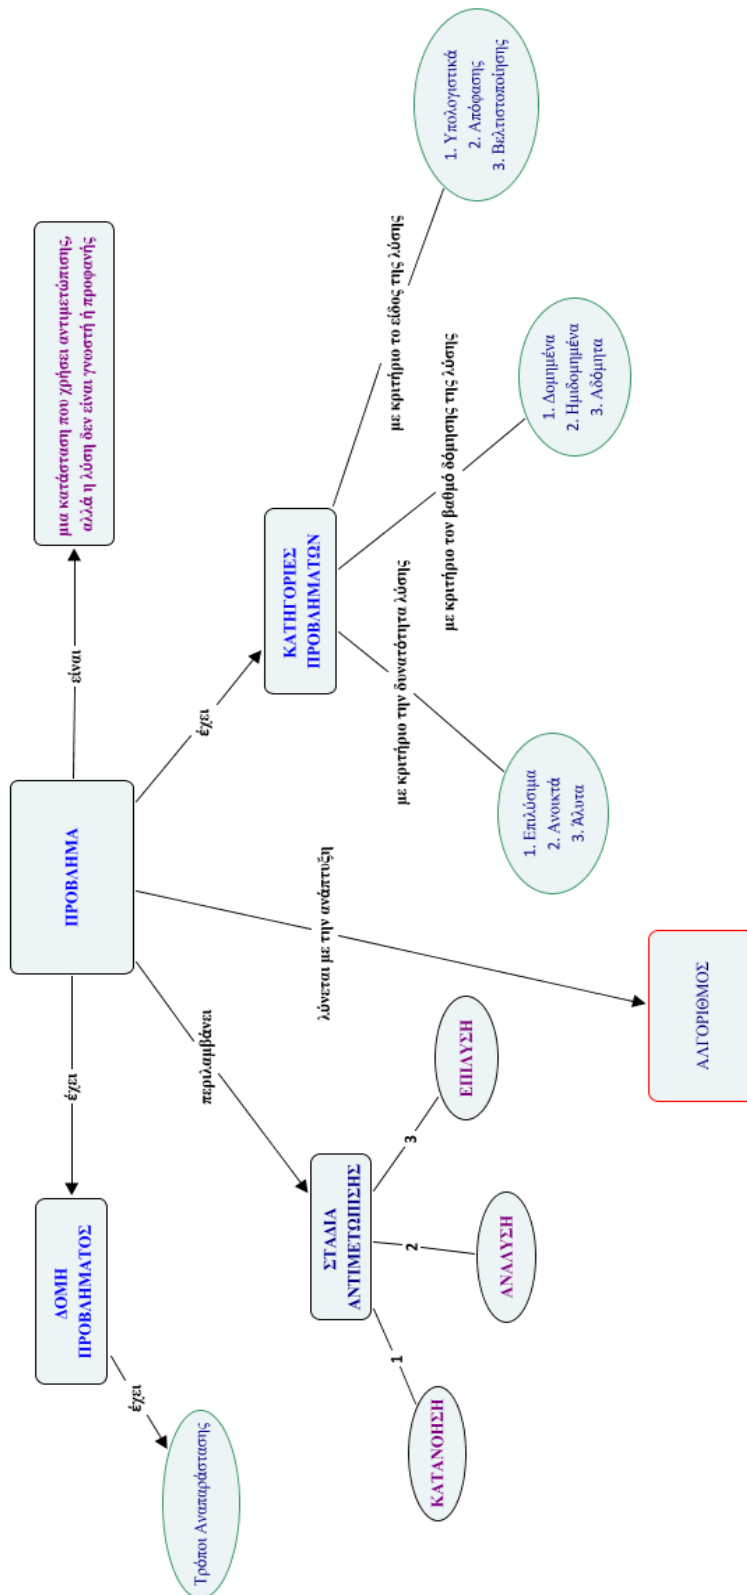 ΠΡΟΒΛΗΜΑ
είναι
μια κατάσταση που χρήσει αντιμετώπισης,
αλλά η λύση δεν είναι γνωστή ή προφανής
έχει
ΔΟΜΗ
ΠΡΟΒΛΗΜΑΤΟΣ
έχει
Τρόποι Αναπαράστασης
περιλαμβάνει
ΣΤΑΔΙΑ
ΑΝΤΙΜΕΤΩΠΙΣΗΣ
1
ΚΑΤΑΝΟΗΣΗ
2
ΑΝΑΛΥΣΗ
3
ΕΠΙΛΥΣΗ
λύνεται με την ανάπτυξη
ΑΛΓΟΡΙΘΜΟΣ
έχει
ΚΑΤΗΓΟΡΙΕΣ
ΠΡΟΒΛΗΜΑΤΩΝ
με κριτήριο την δυνατότητα λύσης
1. Επιλύσιμα
2. Ανοικτά
3. Άλυτα
με κριτήριο τον βαθμό δόμησης της λύσης
1. Δομημένα
2. Ημιδομημένα
3. Αδόμητα
με κριτήριο το είδος της λύσης
1. Υπολογιστικά
2. Απόφασης
3. Βελτιστοποίησης